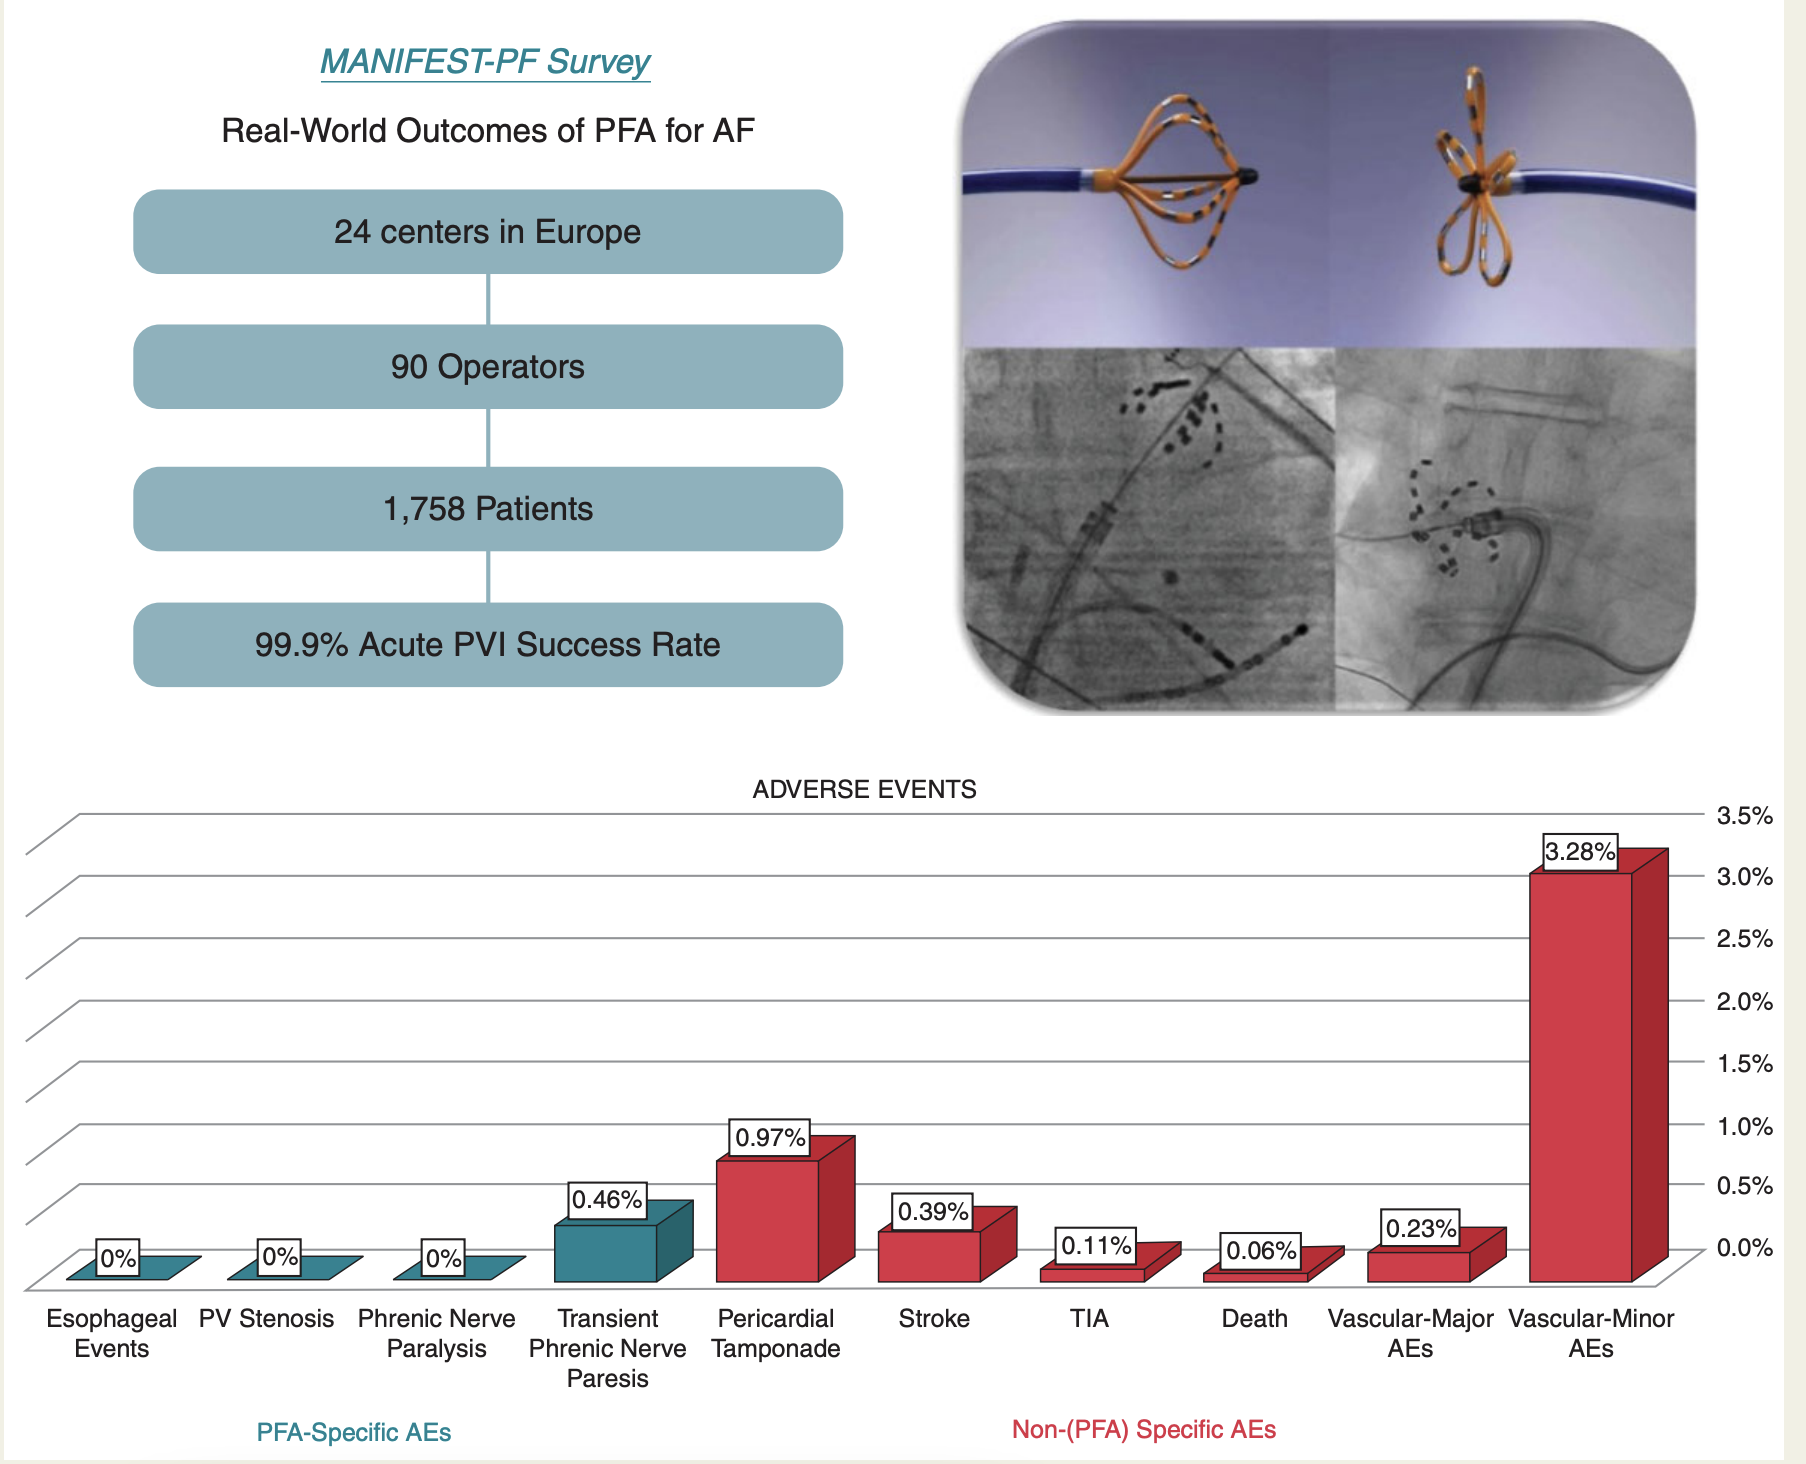 MANIFEST-PF Survey
Real-World Outcomes of PFA for AF
24 centers in Europe
90 Operators
1,758 Patients
99.9% Acute PVI Success Rate
ADVERSE EVENTS
3.5%
3.0%
2.5%
2.0%
1.5%
1.0%
0.5%
0.0%
0%
0%
0%
0.46%
0.97%
0.39%
0.11%
0.06%
0.23%
3.28%
Esophageal
Events
PV Stenosis
Phrenic Nerve
Paralysis
Transient
Phrenic Nerve
Paresis
Pericardial
Tamponade
Stroke
TIA
Death
Vascular-Major
AEs
Vascular-Minor
AEs
PFA-Specific AEs
Non-(PFA) Specific AEs